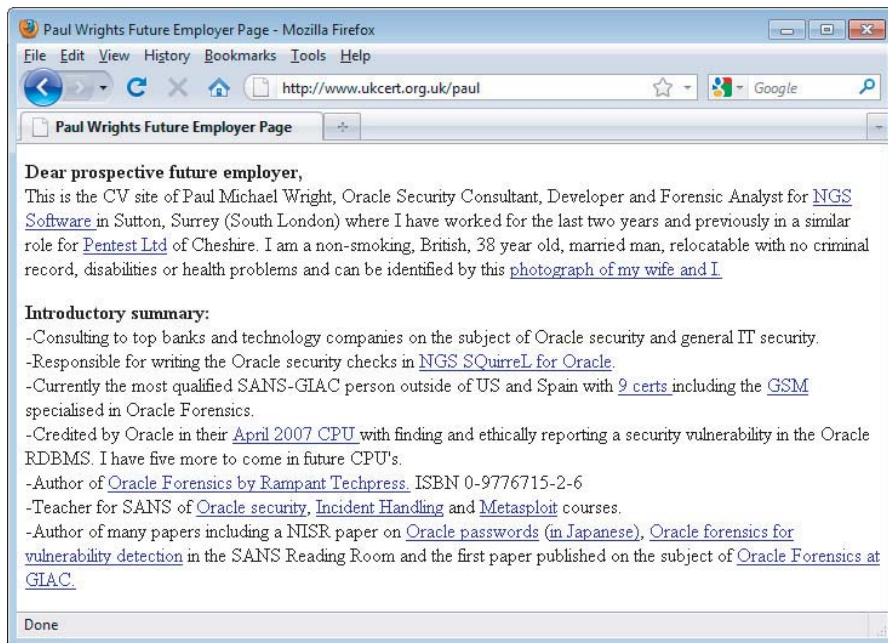 Paul Wrights Future Employer Page - Mozilla Firefox
File Edit View History Bookmarks Tools Help
http://www.ukcert.org.uk/paul
Google
Paul Wrights Future Employer Page
Dear prospective future employer,
This is the CV site of Paul Michael Wright, Oracle Security Consultant, Developer and Forensic Analyst for NGS
Software in Sutton, Surrey (South London) where I have worked for the last two years and previously in a similar
role for Pentest Ltd of Cheshire. I am a non-smoking, British, 38 year old, married man, relocatable with no criminal
record, disabilities or health problems and can be identified by this photograph of my wife and I.
Introductory summary:
-Consulting to top banks and technology companies on the subject of Oracle security and general IT security.
-Responsible for writing the Oracle security checks in NGS SQuirreL for Oracle.
-Currently the most qualified SANS-GIAC person outside of US and Spain with 9 certs including the GSM
specialised in Oracle Forensics.
-Credited by Oracle in their April 2007 CPU with finding and ethically reporting a security vulnerability in the Oracle
RDBMS. I have five more to come in future CPU's.
-Author of Oracle Forensics by Rampant Techpress. ISBN 0-9776715-2-6
-Teacher for SANS of Oracle security, Incident Handling and Metasploit courses.
-Author of many papers including a NISR paper on Oracle passwords (in Japanese), Oracle forensics for
vulnerability detection in the SANS Reading Room and the first paper published on the subject of Oracle Forensics at
GIAC.
Done